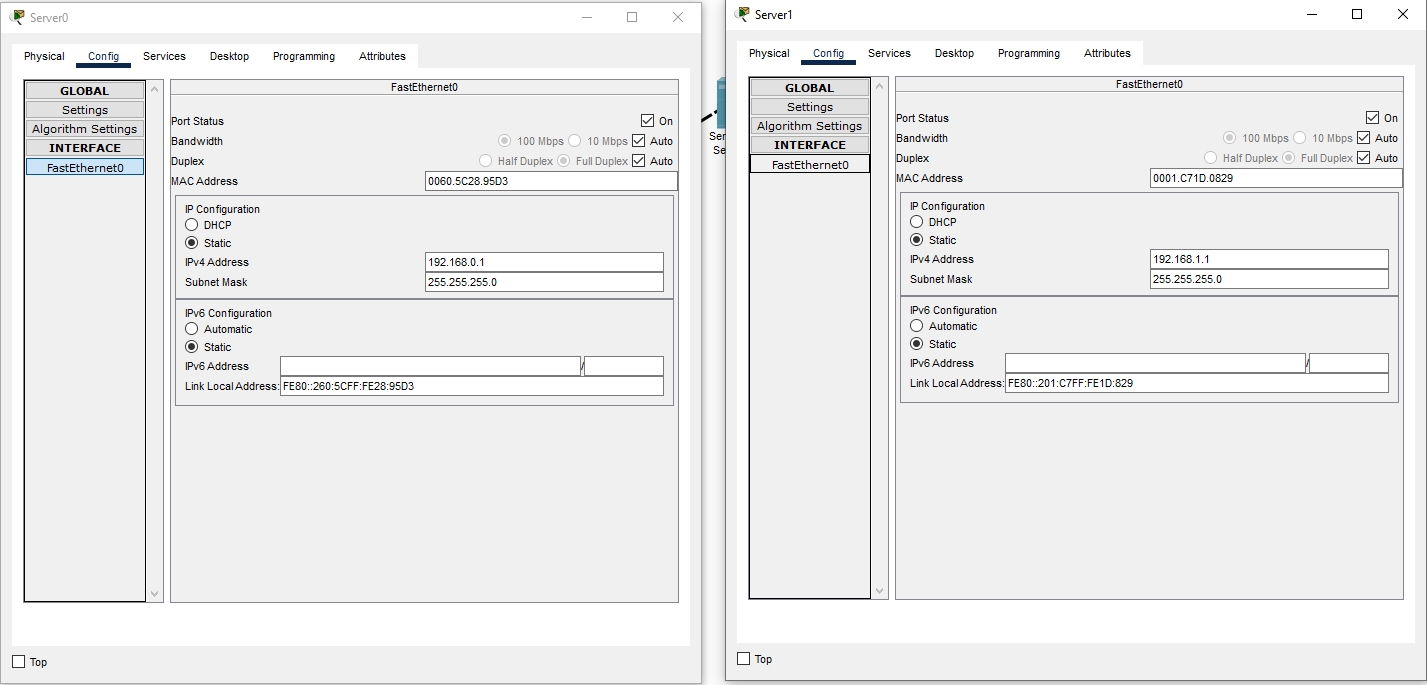 Server0
Physical Config Services Desktop Programming Attributes
GLOBAL
Settings
Algorithm Settings
INTERFACE
FastEthernet0
FastEthernet0
Port Status On
Bandwidth 100 Mbps 10 Mbps Auto
Duplex Half Duplex Full Duplex Auto
MAC Address 0060.5C28.95D3
IP Configuration
DHCP
Static
IPv4 Address 192.168.0.1
Subnet Mask 255.255.255.0
IPv6 Configuration
Automatic
Static
IPv6 Address /
Link Local Address: FE80::260:5CFF:FE28:95D3
Top
Ser
Se
Server1
Physical Config Services Desktop Programming Attributes
GLOBAL
Settings
Algorithm Settings
INTERFACE
FastEthernet0
FastEthernet0
Port Status On
Bandwidth 100 Mbps 10 Mbps Auto
Duplex Half Duplex Full Duplex Auto
MAC Address 0001.C71D.0829
IP Configuration
DHCP
Static
IPv4 Address 192.168.1.1
Subnet Mask 255.255.255.0
IPv6 Configuration
Automatic
Static
IPv6 Address /
Link Local Address: FE80::201:C7FF:FE1D:829
Top